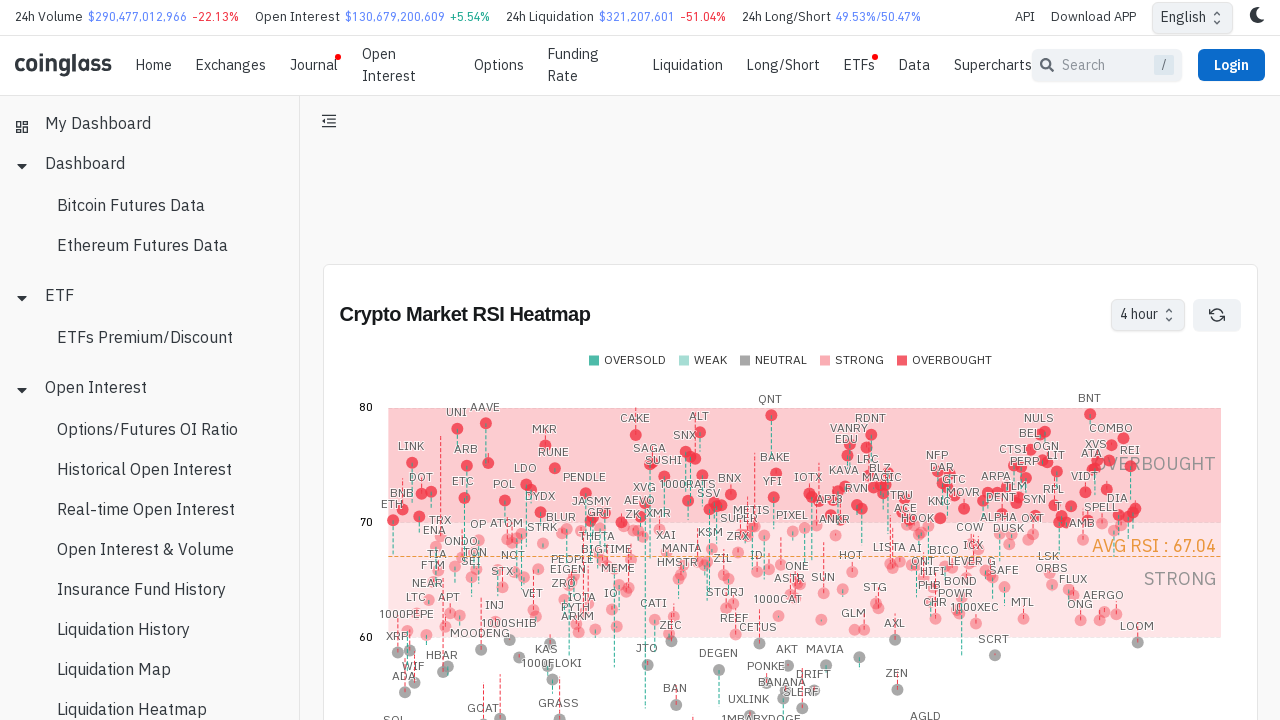 24h Volume $290,477,012,966 -22.13% Open Interest $130,679,200,609 +5.54% 24h Liquidation $321,207,601 -51.04% 24h Long/Short 49.53%/50.47% API Download APP English
coinglass Home Exchanges Journal Open Interest Options Funding Rate Liquidation Long/Short ETFs Data Supercharts Search / Login
My Dashboard
Dashboard
Bitcoin Futures Data
Ethereum Futures Data
ETF
ETFs Premium/Discount
Open Interest
Options/Futures OI Ratio
Historical Open Interest
Real-time Open Interest
Open Interest & Volume
Insurance Fund History
Liquidation History
Liquidation Map
Liquidation Heatmap
Crypto Market RSI Heatmap 4 hour
OVERSOLD WEAK NEUTRAL STRONG OVERBOUGHT
80
QNT BNT
UNI AAVE
CAKE ALT RDNT NULS
MKR VANRY BEL COMBO
SNX EDU
LINK ARB RUNE SAGA CTSI OGN XVS REI
SUSHI BAKE LRC NFP PERP LIT ATA
OVERBOUGHT
DOT LDO PENDLE BNX YFI IOTX KAVA BLZ DAR ARPA VIDT
ETC POL XVG 1000RATS RVN MAGIC GTC TLM RPL
BNB DYDX SSV TRU MOVR DENT SYN DIA
ETH JASMY AEVO METIS APIB ACE KNC SPELL
TRX OP ATOM BLUR GRT ZK XMR SUPER PIXEL ANKR HOOK ALPHA OXT
70
ENA STRK COW DUSK AMB
ONDO THETA XAI KSM ZRX
AVG RSI : 67.04
TIA TON NOT BIGTIME MANTA ID HOT LISTA AI BICO ICX LSK
FTM SEI STX PEOPLE HMSTR ZIL ONE ONT LEVER G ORBS
STRONG
NEAR EIGEN MEME ASTR SUN HIFI SAFE FLUX
ZRO STORJ STG PHB BOND
LTC APT VET IOTA CATI 1000CAT POWR AERGO
INJ PYTH CHR 1000XEC MTL ONG
1000PEPE 1000SHIB ARKM REEF GLM
MOODENG ZEC CETUS AXL LOOM
60
XRP SCRT
HBAR KAS JTO DEGEN AKT MAVIA
WIF 1000FLOKI PONKE
ADA DRIFT ZEN
BAN BANANA
GRASS UXLINK SLERF
GOAT
SOL 1MBABYDOGE AGLD